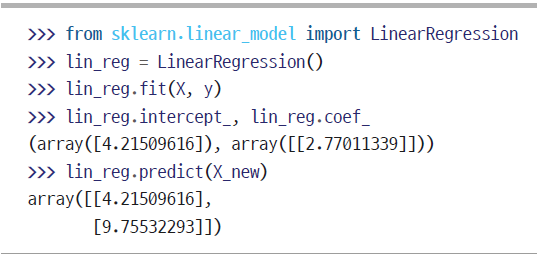 >>> from sklearn.linear_model import LinearRegression
>>> lin_reg = LinearRegression()
>>> lin_reg.fit(X, y)
>>> lin_reg.intercept_, lin_reg.coef_
(array([4.21509616]), array([[2.77011339]]))
>>> lin_reg.predict(X_new)
array([[4.21509616],
       [9.75532293]])